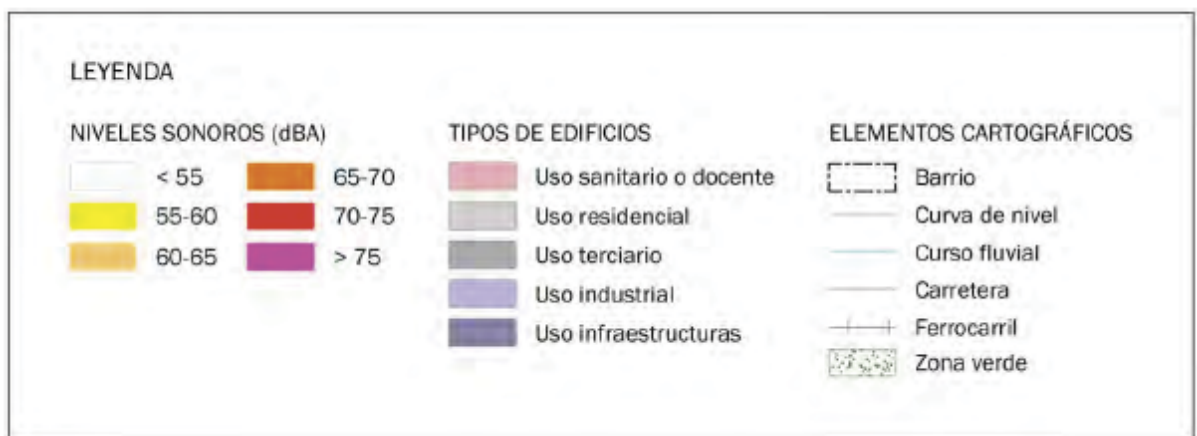 LEYENDA
NIVELES SONOROS (dBA)
< 55
65-70
55-60
70-75
60-65
> 75
TIPOS DE EDIFICIOS
Uso sanitario o docente
Uso residencial
Uso terciario
Uso industrial
Uso infraestructuras
ELEMENTOS CARTOGRÁFICOS
Barrio
Curva de nivel
Curso fluvial
Carretera
Ferrocarril
Zona verde